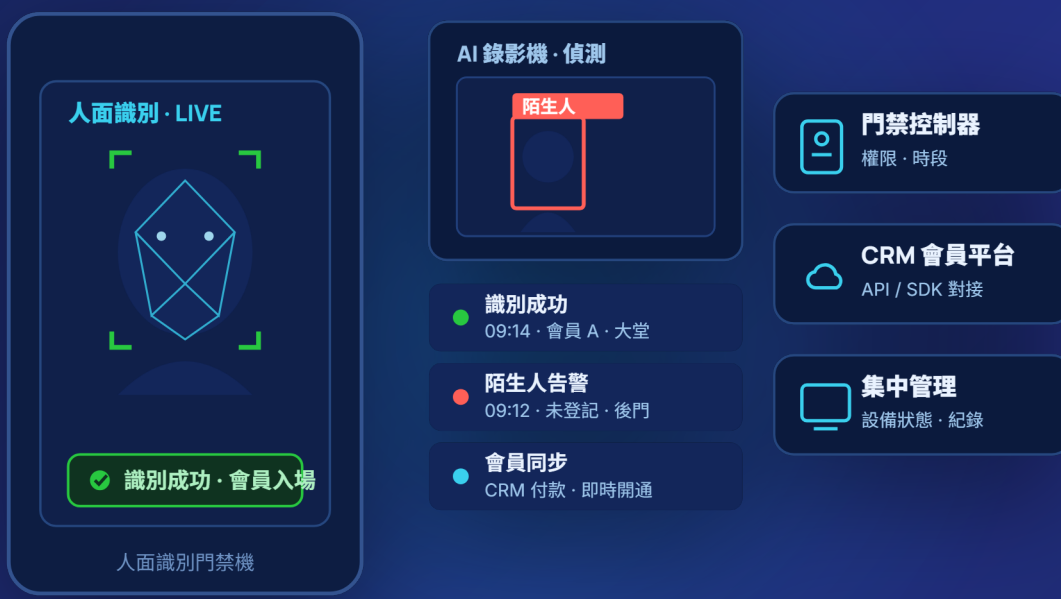 人面識別 · LIVE
識別成功 · 會員入場
人面識別門禁機
AI 錄影機 · 偵測
陌生人
識別成功
09:14 · 會員 A · 大堂
陌生人告警
09:12 · 未登記 · 後門
會員同步
CRM 付款 · 即時開通
門禁控制器
權限 · 時段
CRM 會員平台
API / SDK 對接
集中管理
設備狀態 · 紀錄